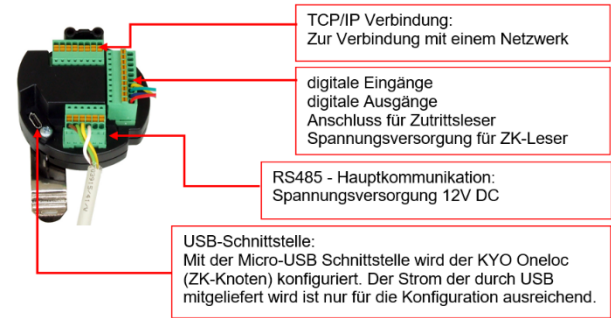 TCP/IP Verbindung:
Zur Verbindung mit einem Netzwerk
digitale Eingänge
digitale Ausgänge
Anschluss für Zutrittsleser
Spannungsversorgung für ZK-Leser
RS485 - Hauptkommunikation:
Spannungsversorgung 12V DC
USB-Schnittstelle:
Mit der Micro-USB Schnittstelle wird der KYO Oneloc
(ZK-Knoten) konfiguriert. Der Strom der durch USB
mitgeliefert wird ist nur für die Konfiguration ausreichend.